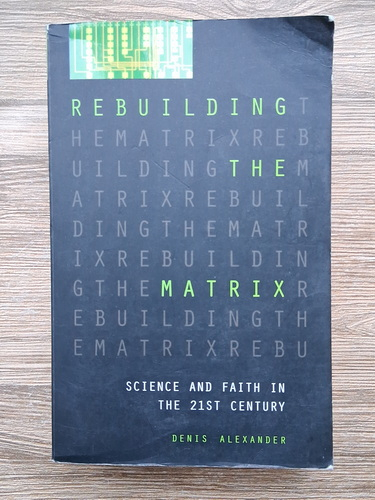 REBUILDINGT
HEMATRIXREB
UILDINGTHEM
ATRIXREBUIL
DINGTHEMATR
IXREBUILDIN
GTHEMATRIXR
EBUILDINGTH
EMATRIXREBU
SCIENCE AND FAITH IN
THE 21ST CENTURY
DENIS ALEXANDER